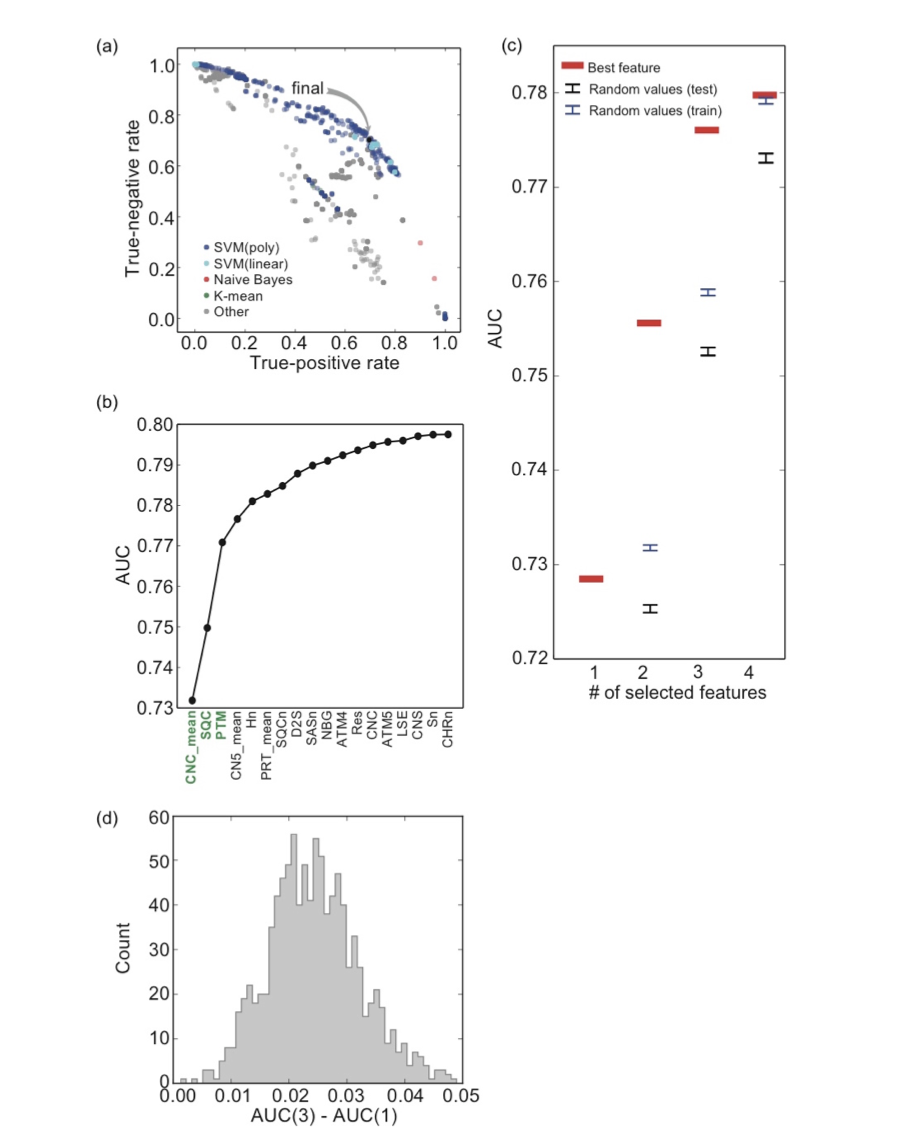 (a)
1.0
0.8
0.6
0.4
0.2
0.0
True-negative rate
final
SVM(poly)
SVM(linear)
Naive Bayes
K-mean
Other
0.0 0.2 0.4 0.6 0.8 1.0
True-positive rate
(b)
0.80
0.79
0.78
0.77
0.76
0.75
0.74
0.73
AUC
CNC_mean
SQC
PTM
CN5_mean
Hn
PRT_mean
SQCn
D2S
SASn
NBG
ATM4
Res
CNC
ATM5
LSE
CNS
Sn
CHRn
(c)
Best feature
Random values (test)
Random values (train)
0.78
0.77
0.76
0.75
0.74
0.73
0.72
AUC
1 2 3 4
# of selected features
(d)
60
50
40
30
20
10
0
Count
0.00 0.01 0.02 0.03 0.04 0.05
AUC(3) - AUC(1)